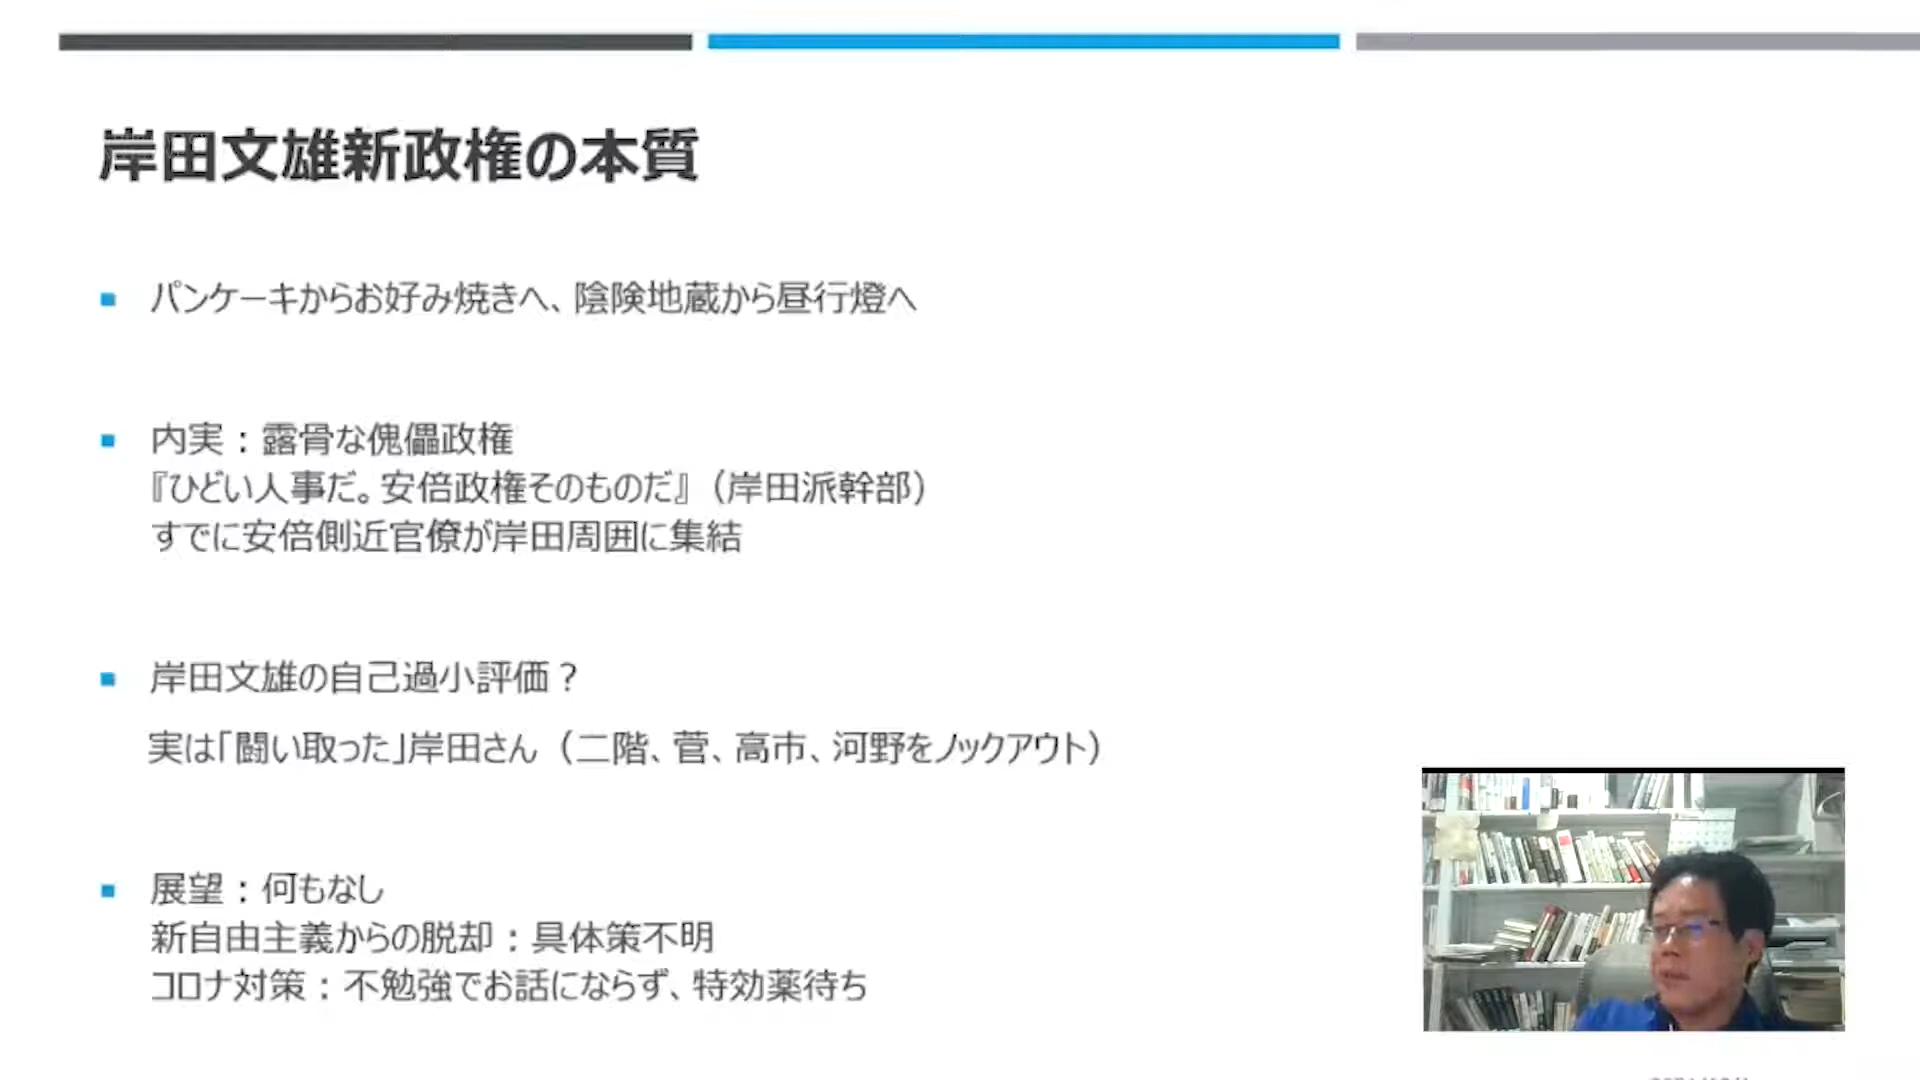 岸田文雄新政権の本質
パンケーキからお好み焼きへ、陰険地蔵から昼行燈へ
内実：露骨な傀儡政権
『ひどい人事だ。安倍政権そのものだ』（岸田派幹部）
すでに安倍側近官僚が岸田周囲に集結
岸田文雄の自己過小評価？
実は「闘い取った」岸田さん（二階、菅、高市、河野をノックアウト）
展望：何もなし
新自由主義からの脱却：具体策不明
コロナ対策：不勉強でお話にならず、特効薬待ち